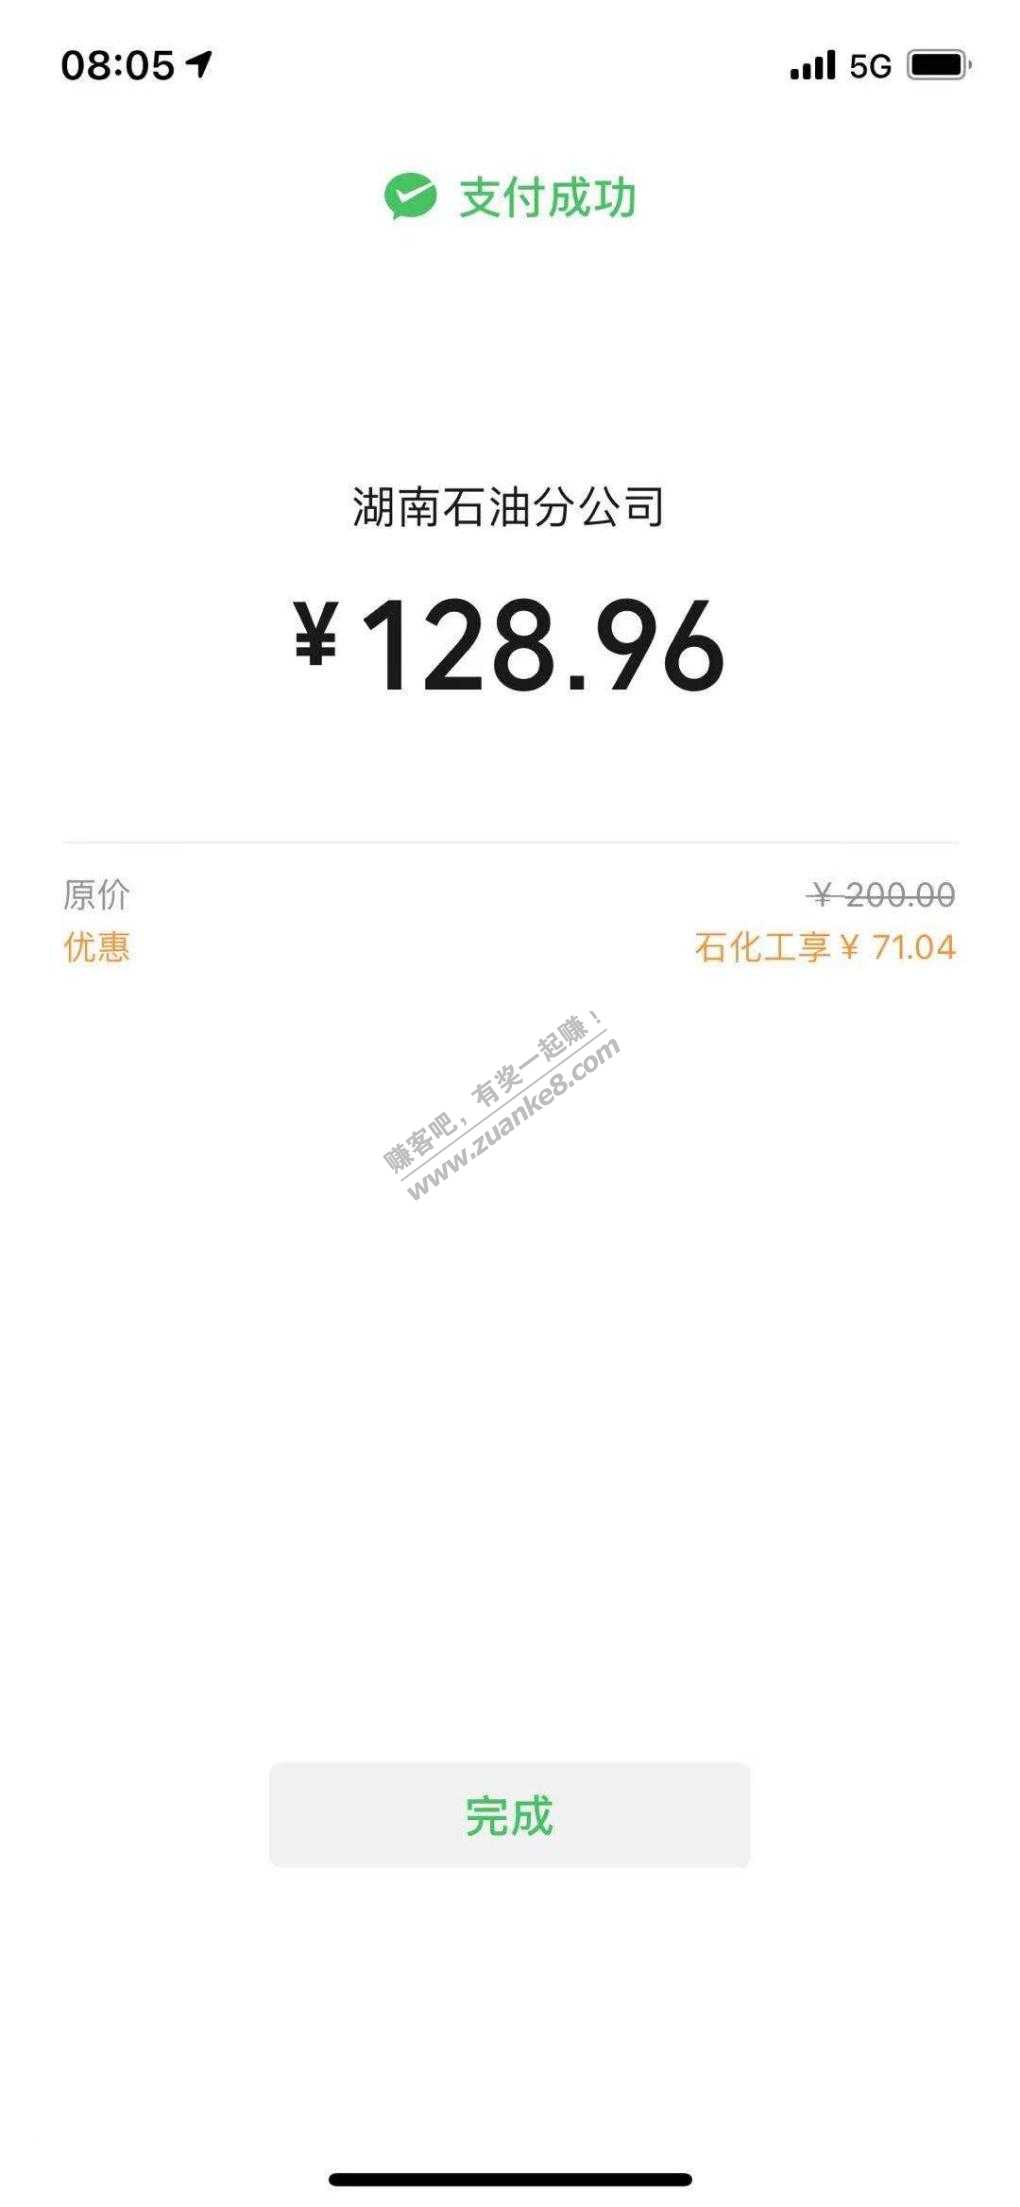 08:05
5G
支付成功
湖南石油分公司
¥128.96
原价 ¥ 200.00
优惠 石化工享¥ 71.04
赚客吧，有奖一起赚！
www.zuanke8.com
完成